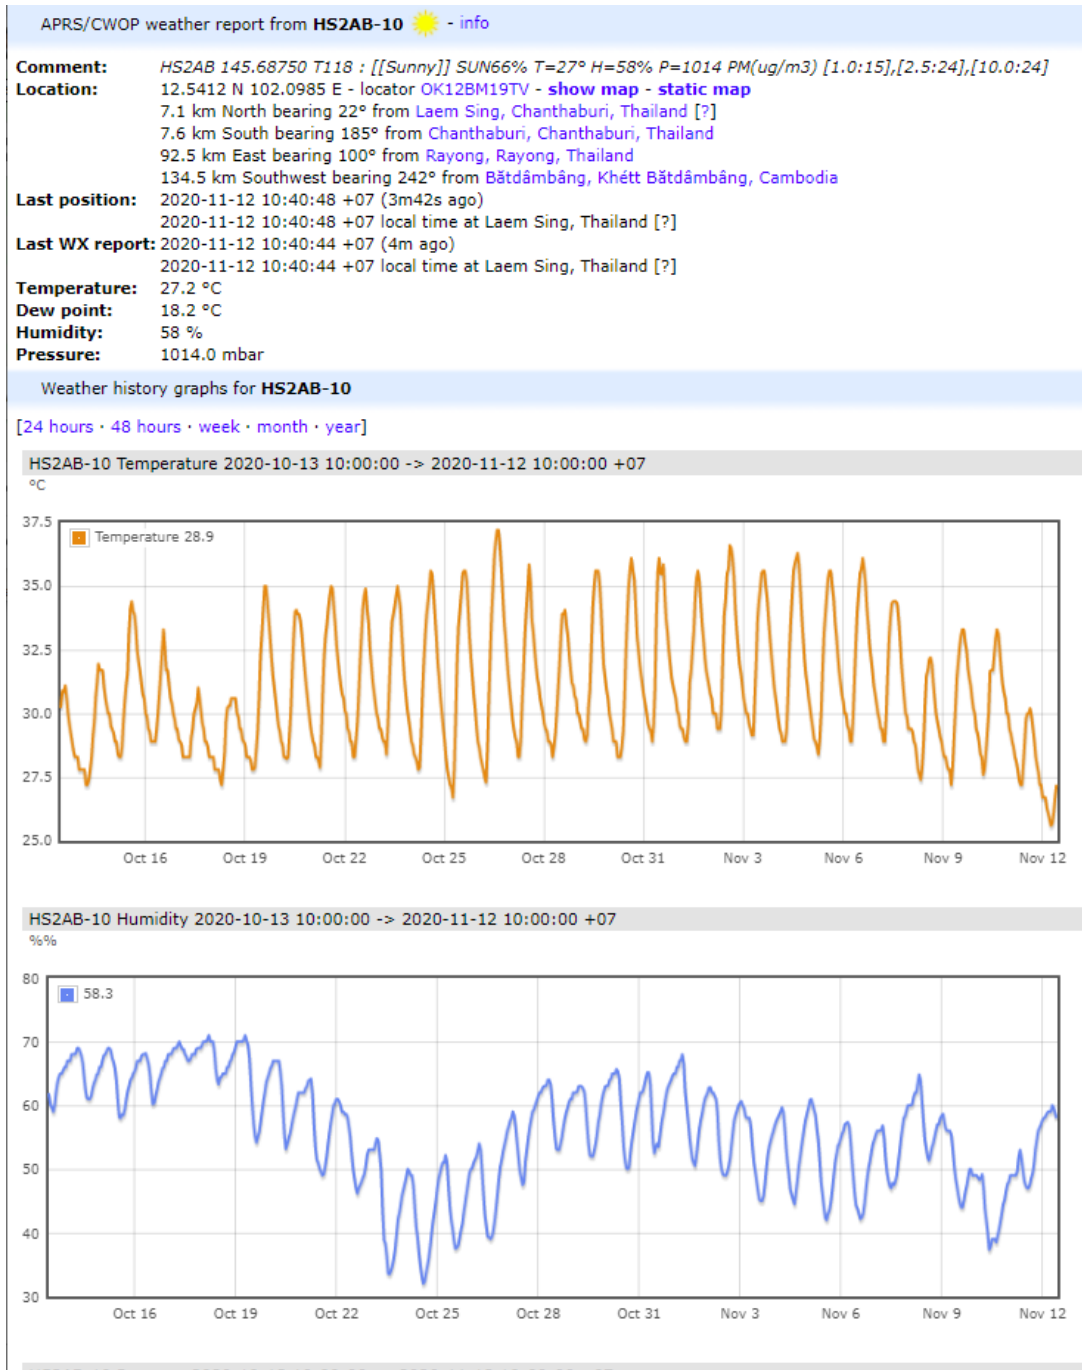 APRS/CWOP weather report from HS2AB-10 - info
Comment: HS2AB 145.68750 T118 : [[Sunny]] SUN66% T=27° H=58% P=1014 PM(ug/m3) [1.0:15],[2.5:24],[10.0:24]
Location: 12.5412 N 102.0985 E - locator OK12BM19TV - show map - static map
7.1 km North bearing 22° from Laem Sing, Chanthaburi, Thailand [?]
7.6 km South bearing 185° from Chanthaburi, Chanthaburi, Thailand
92.5 km East bearing 100° from Rayong, Rayong, Thailand
134.5 km Southwest bearing 242° from Bătdâmbâng, Khétt Bătdâmbâng, Cambodia
Last position: 2020-11-12 10:40:48 +07 (3m42s ago)
2020-11-12 10:40:48 +07 local time at Laem Sing, Thailand [?]
Last WX report: 2020-11-12 10:40:44 +07 (4m ago)
2020-11-12 10:40:44 +07 local time at Laem Sing, Thailand [?]
Temperature: 27.2 °C
Dew point: 18.2 °C
Humidity: 58 %
Pressure: 1014.0 mbar
Weather history graphs for HS2AB-10
[24 hours · 48 hours · week · month · year]
HS2AB-10 Temperature 2020-10-13 10:00:00 -> 2020-11-12 10:00:00 +07
°C
37.5
Temperature 28.9
35.0
32.5
30.0
27.5
25.0
Oct 16 Oct 19 Oct 22 Oct 25 Oct 28 Oct 31 Nov 3 Nov 6 Nov 9 Nov 12
HS2AB-10 Humidity 2020-10-13 10:00:00 -> 2020-11-12 10:00:00 +07
%%
80
58.3
70
60
50
40
30
Oct 16 Oct 19 Oct 22 Oct 25 Oct 28 Oct 31 Nov 3 Nov 6 Nov 9 Nov 12